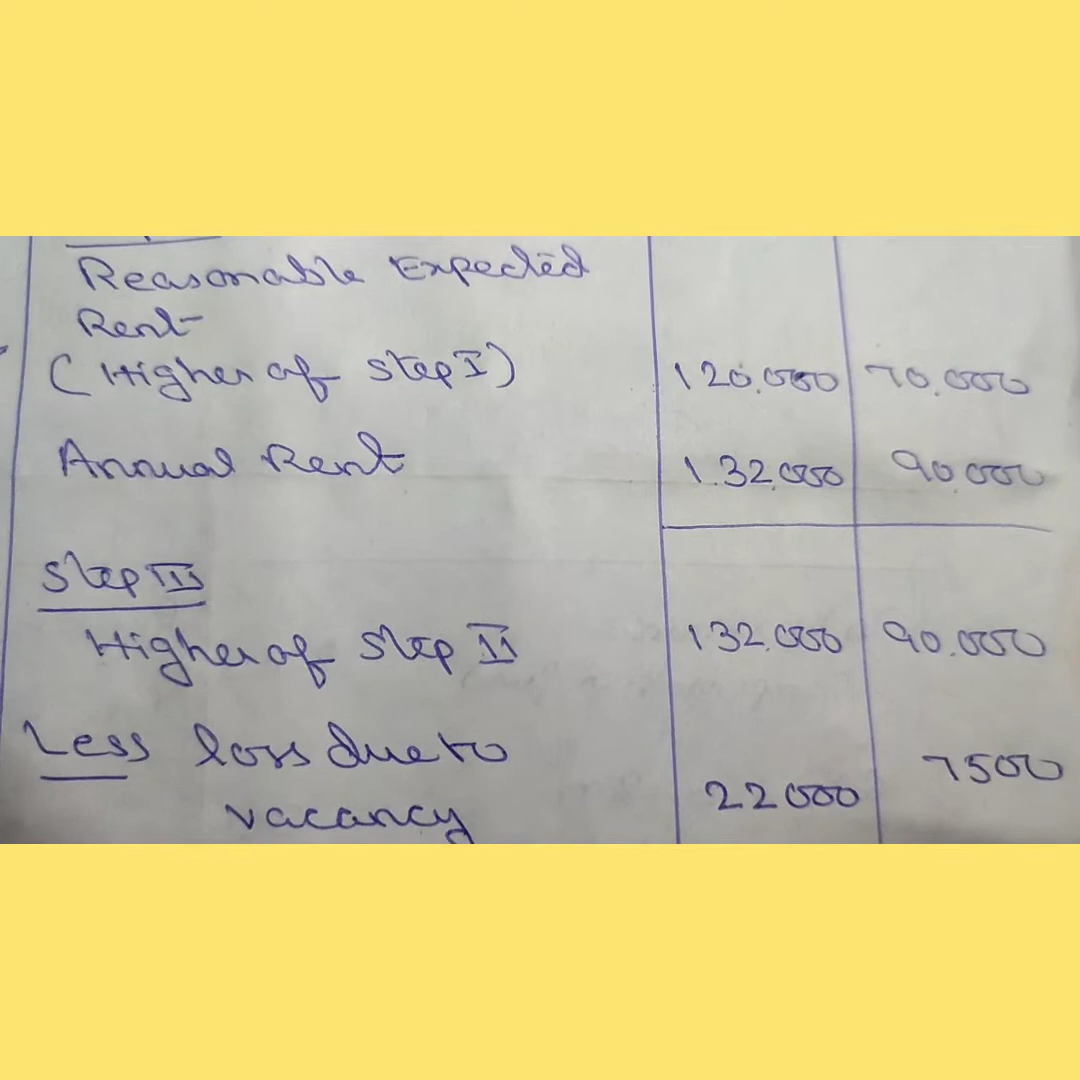 Reasonable Expected
Rent
(Higher of Step I) 120.000 70.000
Annual Rent 1.32.000 90.000
Step III
Higher of Step II 132.000 90.000
Less loss due to 7500
vacancy 22000